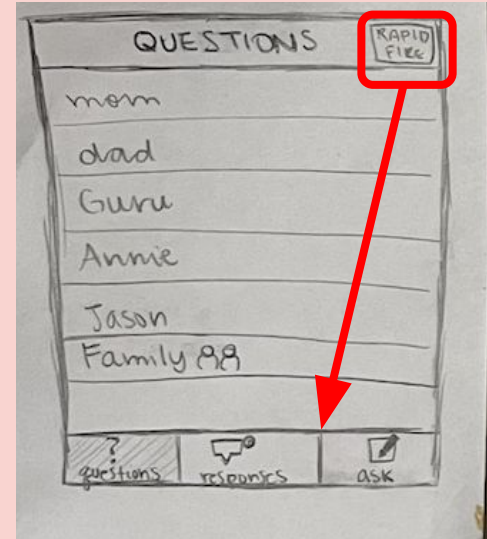 QUESTIONS
RAPID
FIRE
mom
dad
Guru
Annie
Jason
Family
?
questions
responses
ask